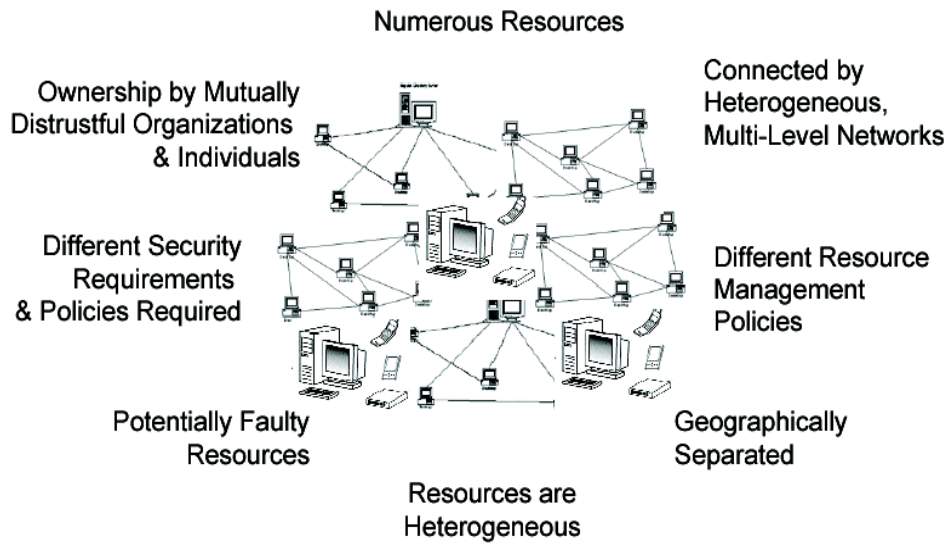 Numerous Resources
Ownership by Mutually
Distrustful Organizations
& Individuals
Connected by
Heterogeneous,
Multi-Level Networks
Different Security
Requirements
& Policies Required
Different Resource
Management
Policies
Potentially Faulty
Resources
Geographically
Separated
Resources are
Heterogeneous